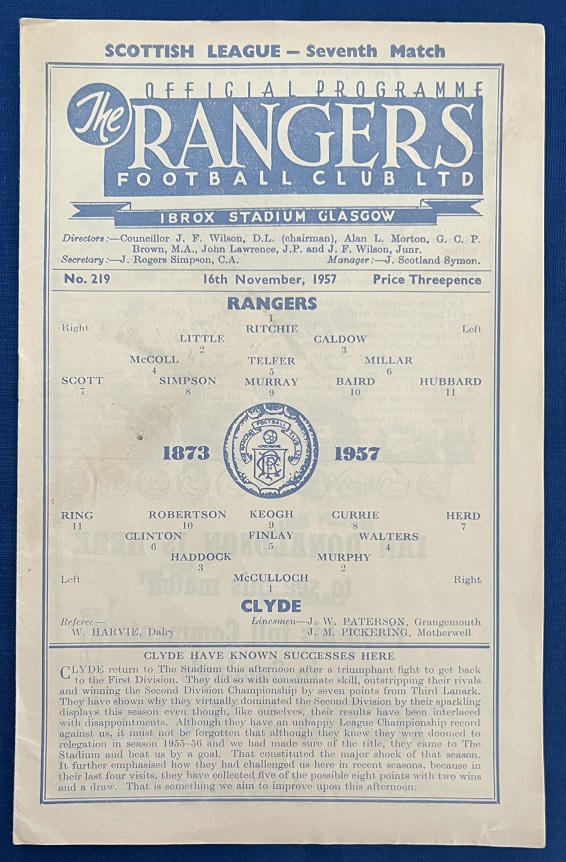 SCOTTISH LEAGUE — Seventh Match
OFFICIAL PROGRAMME
The RANGERS
FOOTBALL CLUB LTD
IBROX STADIUM GLASGOW
Directors:—Councillor J. F. Wilson, D.L. (chairman), Alan L. Morton, G. C. P.
Brown, M.A., John Lawrence, J.P. and J. F. Wilson, Junr.
Secretary:—J. Rogers Simpson, C.A. Manager:—J. Scotland Symon.
No. 219 16th November, 1957 Price Threepence
RANGERS
1
Right RITCHIE Left
LITTLE CALDOW
2 3
McCOLL TELFER MILLAR
4 5 6
SCOTT SIMPSON MURRAY BAIRD HUBBARD
7 8 9 10 11
1873 1957
RING ROBERTSON KEOGH CURRIE HERD
11 10 9 8 7
CLINTON FINLAY WALTERS
6 5 4
HADDOCK MURPHY
3 2
Left McCULLOCH Right
1
CLYDE
Referee— Linesmen—J. W. PATERSON, Grangemouth
W. HARVIE, Dalry J. M. PICKERING, Motherwell
CLYDE HAVE KNOWN SUCCESSES HERE
CLYDE return to The Stadium this afternoon after a triumphant fight to get back
to the First Division. They did so with consummate skill, outstripping their rivals
and winning the Second Division Championship by seven points from Third Lanark.
They have shown why they virtually dominated the Second Division by their sparkling
displays this season even though, like ourselves, their results have been interlaced
with disappointments. Although they have an unhappy League Championship record
against us, it must not be forgotten that although they knew they were doomed to
relegation in season 1955-56 and we had made sure of the title, they came to The
Stadium and beat us by a goal. That constituted the major shock of that season.
It further emphasised how they had challenged us here in recent seasons, because in
their last four visits, they have collected five of the possible eight points with two wins
and a draw. That is something we aim to improve upon this afternoon.